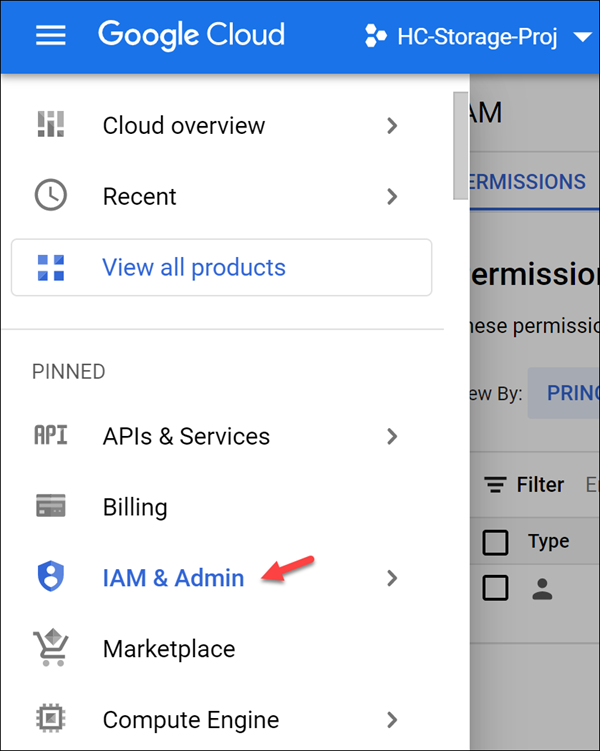 Google Cloud HC-Storage-Proj
Cloud overview
AM
Recent
ERMISSIONS
View all products
ermission
nese permissio
PINNED
ew By: PRINC
API APIs & Services
Filter
Billing
Type
IAM & Admin
Marketplace
Compute Engine